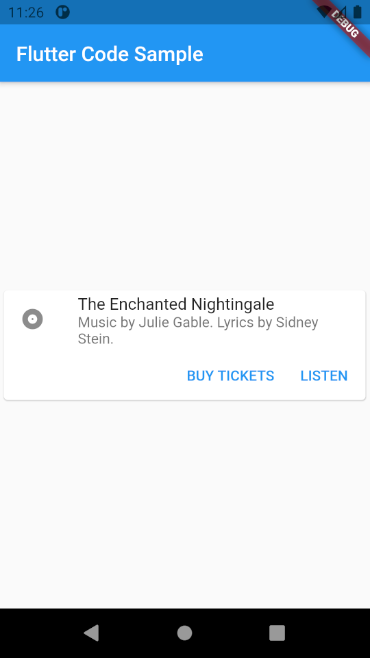 11:26
DEBUG
Flutter Code Sample
The Enchanted Nightingale
Music by Julie Gable. Lyrics by Sidney
Stein.
BUY TICKETS LISTEN